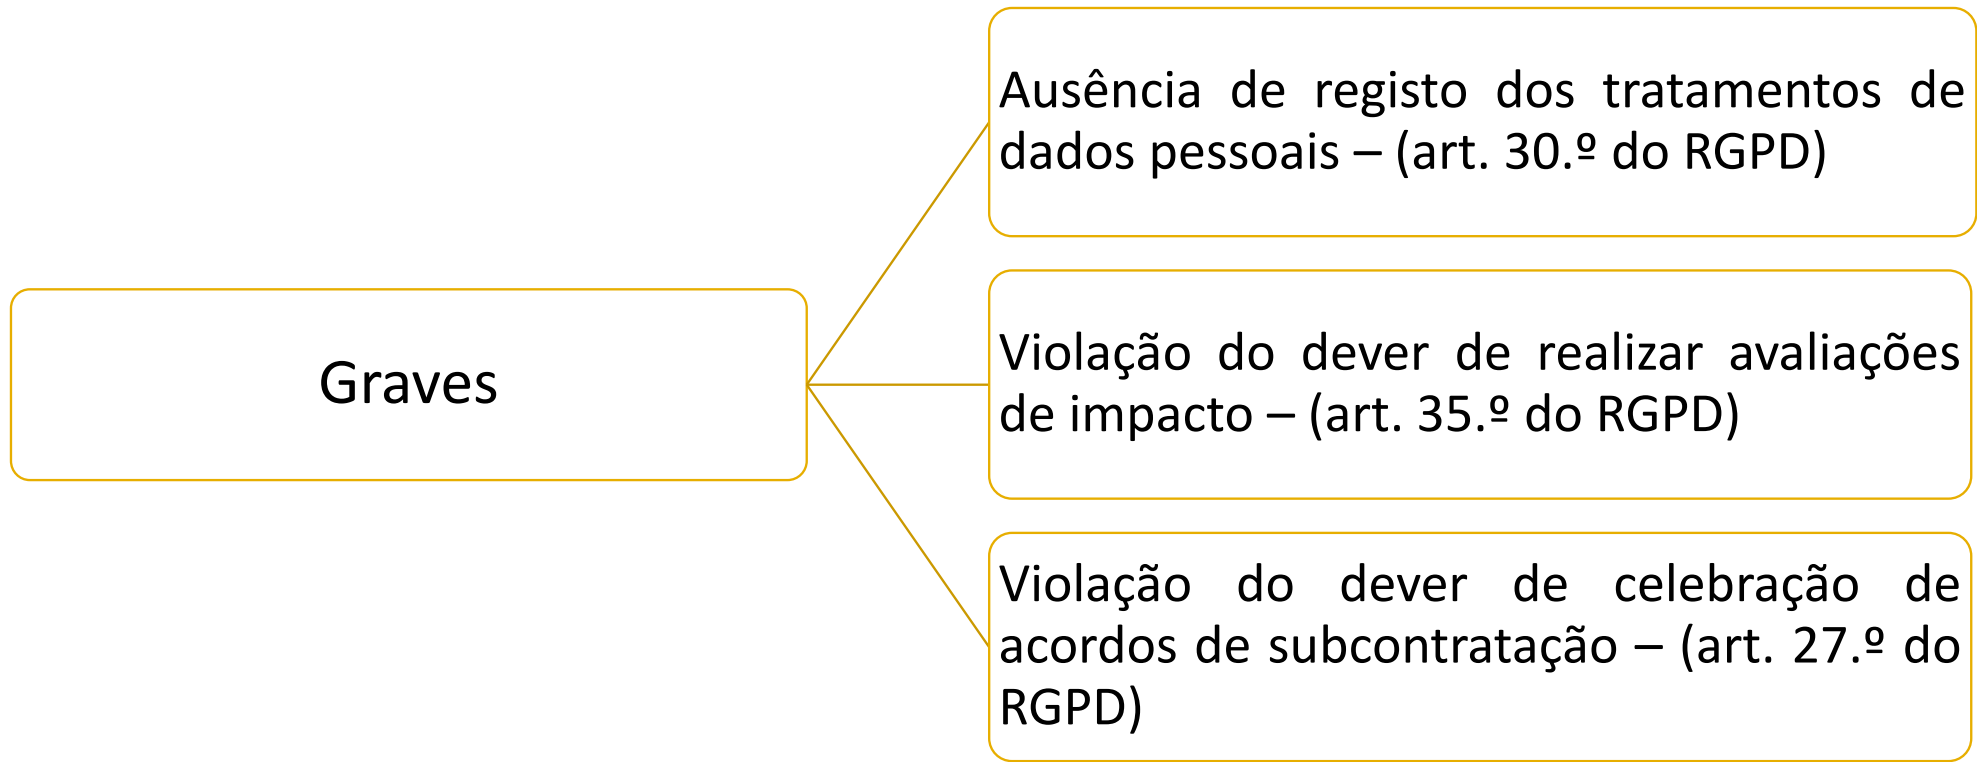 Graves
Ausência de registo dos tratamentos de
dados pessoais – (art. 30.º do RGPD)
Violação do dever de realizar avaliações
de impacto – (art. 35.º do RGPD)
Violação do dever de celebração de
acordos de subcontratação – (art. 27.º do
RGPD)